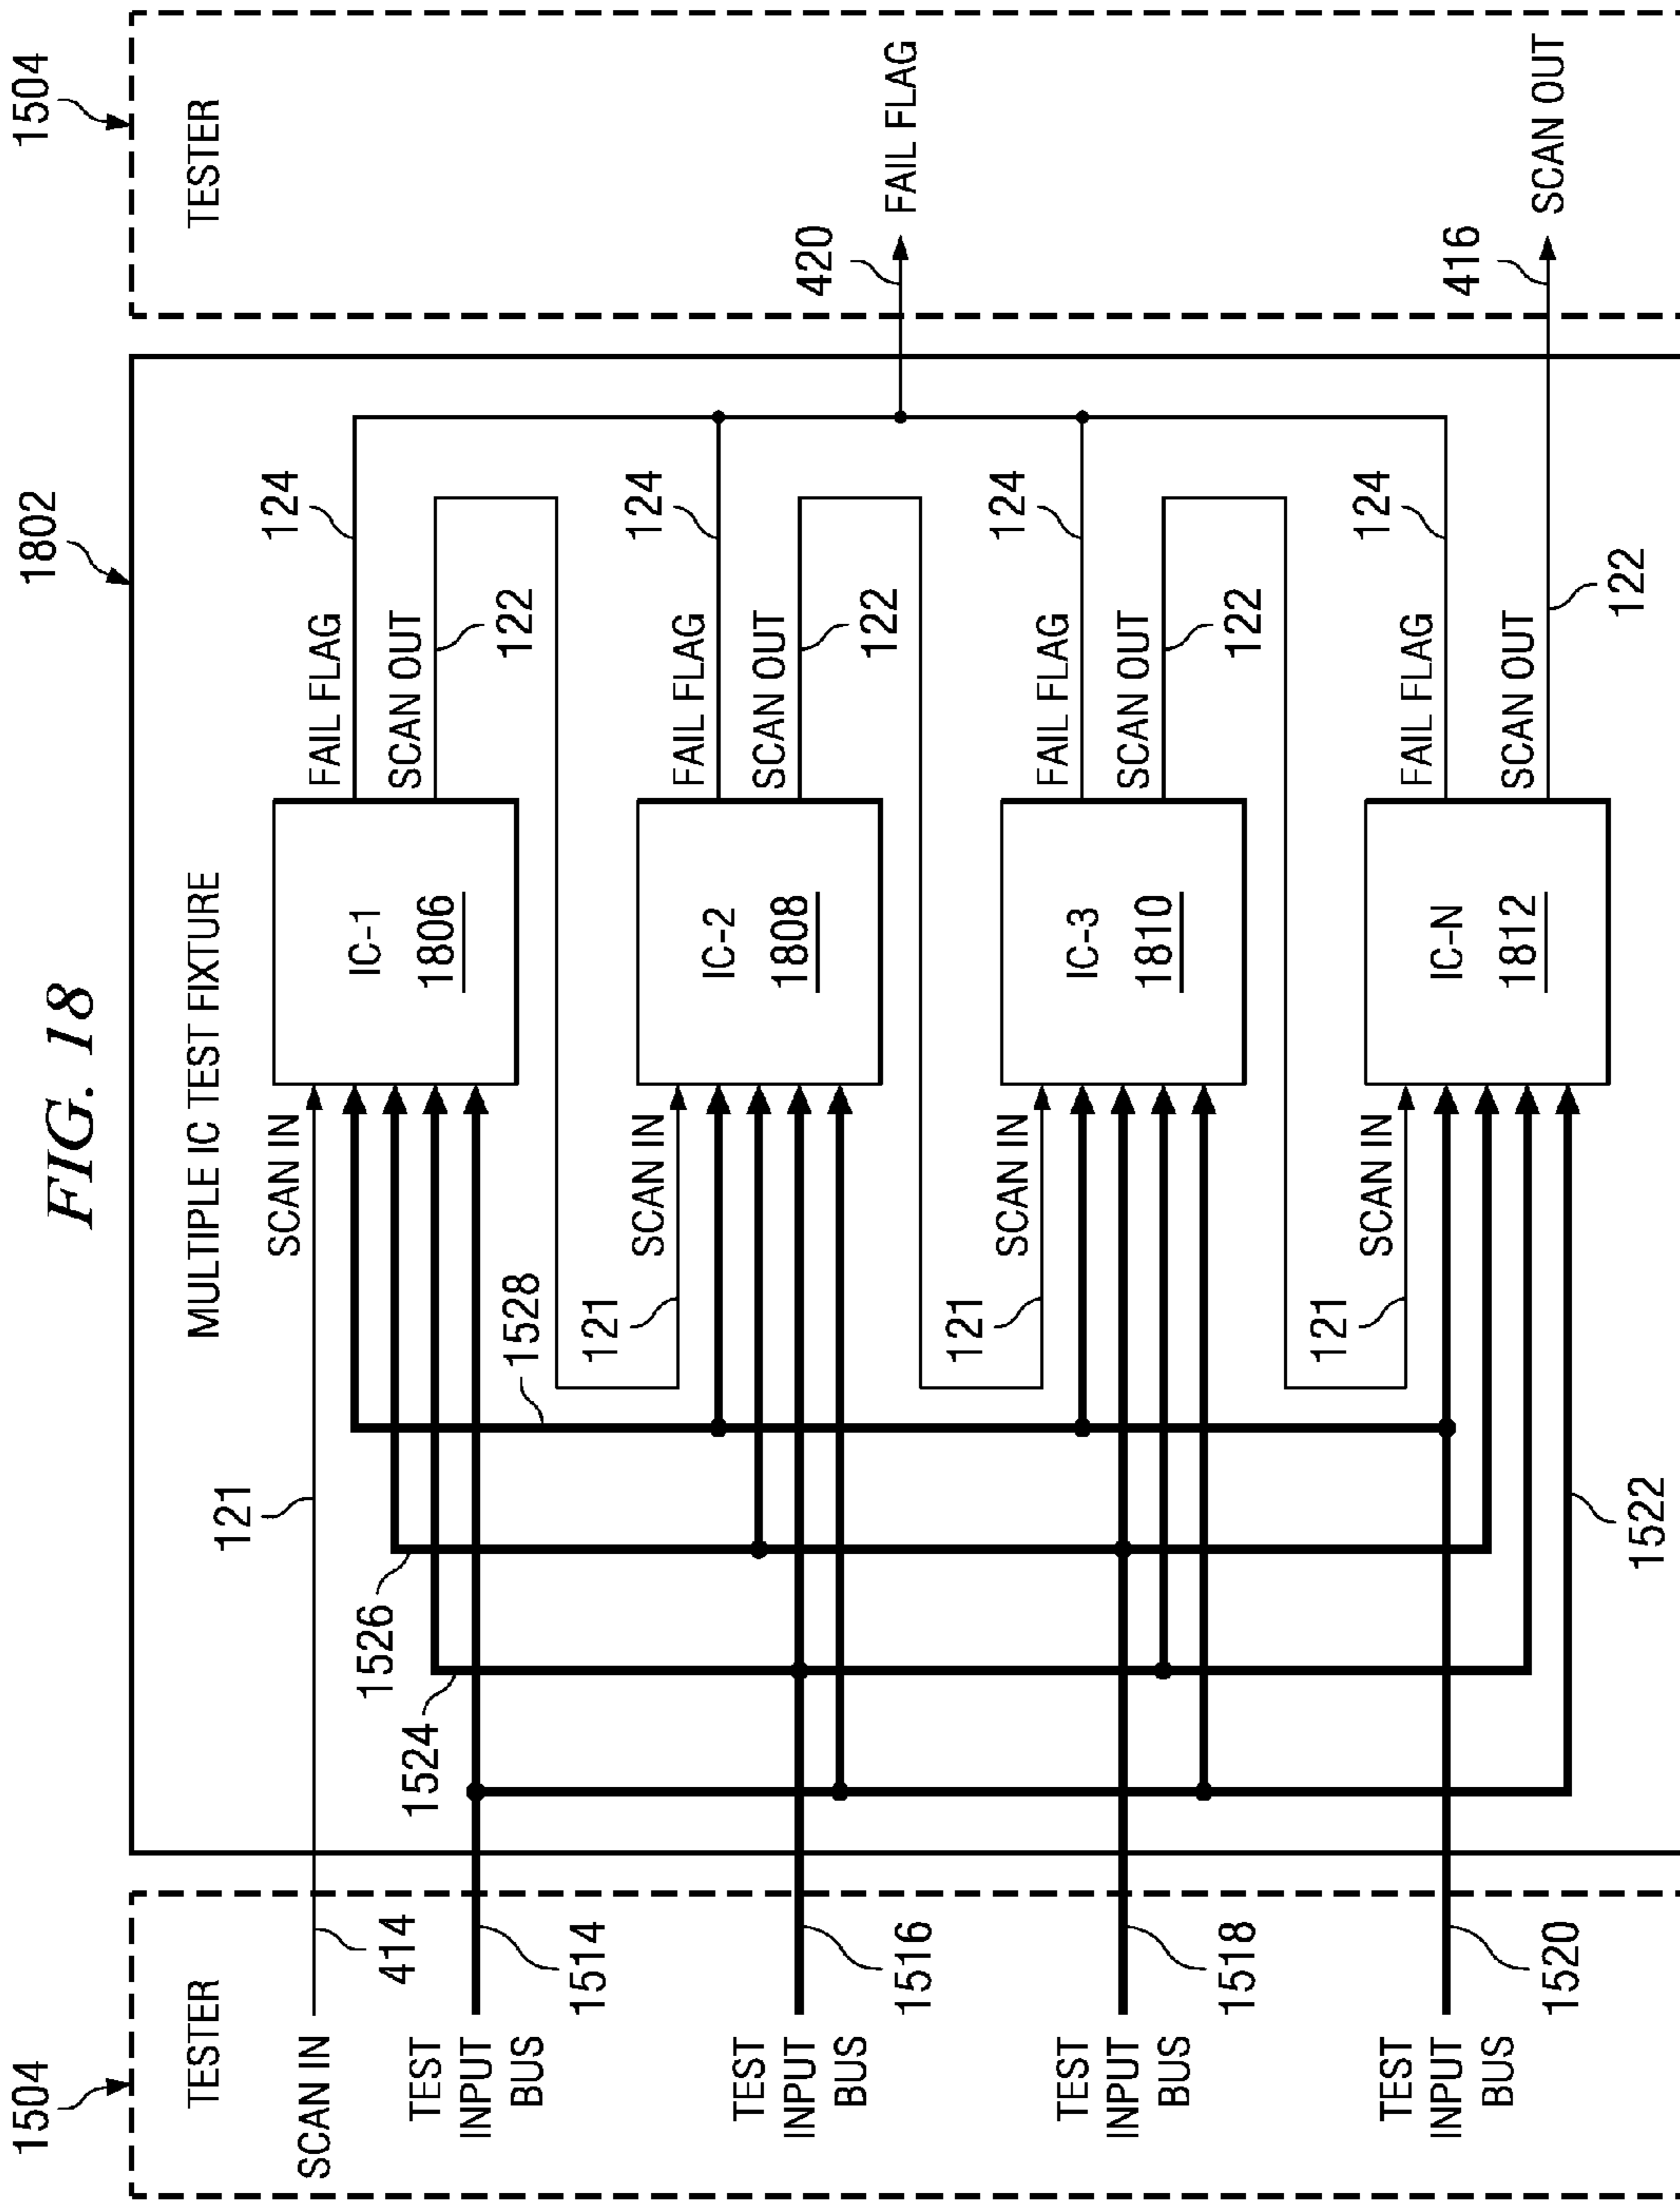 FIG. 18
1504
TESTER
SCAN IN
414
TEST
INPUT
BUS
1514
TEST
INPUT
BUS
1516
TEST
INPUT
BUS
1518
TEST
INPUT
BUS
1520
1802
MULTIPLE IC TEST FIXTURE
121
1524
1526
1528
1522
SCAN IN
IC-1
1806
FAIL FLAG
124
SCAN OUT
122
121
SCAN IN
IC-2
1808
FAIL FLAG
124
SCAN OUT
122
121
SCAN IN
IC-3
1810
FAIL FLAG
124
SCAN OUT
122
121
SCAN IN
IC-N
1812
FAIL FLAG
124
SCAN OUT
122
1504
TESTER
420
FAIL FLAG
416
SCAN OUT